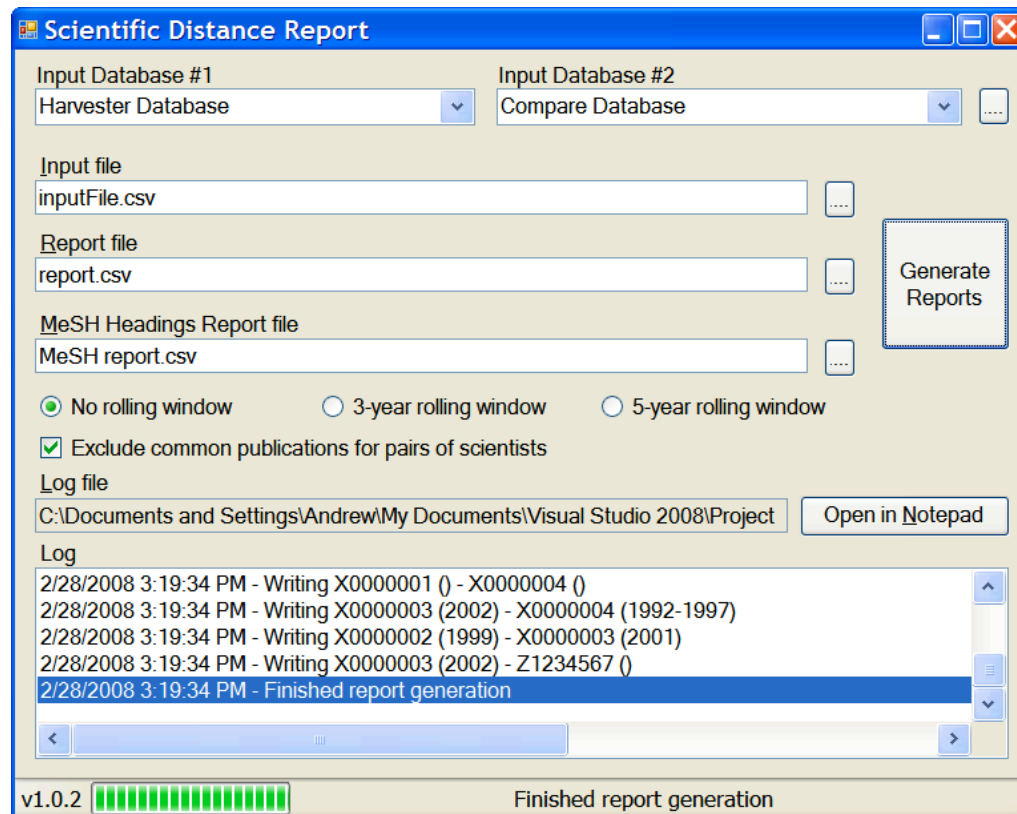 Scientific Distance Report
Input Database #1 Input Database #2
Harvester Database Compare Database ....
Input file
inputFile.csv ....
Report file
report.csv ....
Generate
Reports
MeSH Headings Report file
MeSH report.csv ....
No rolling window 3-year rolling window 5-year rolling window
Exclude common publications for pairs of scientists
Log file
C:\Documents and Settings\Andrew\My Documents\Visual Studio 2008\Project Open in Notepad
Log
2/28/2008 3:19:34 PM - Writing X0000001 () - X0000004 ()
2/28/2008 3:19:34 PM - Writing X0000003 (2002) - X0000004 (1992-1997)
2/28/2008 3:19:34 PM - Writing X0000002 (1999) - X0000003 (2001)
2/28/2008 3:19:34 PM - Writing X0000003 (2002) - Z1234567 ()
2/28/2008 3:19:34 PM - Finished report generation
v1.0.2 Finished report generation